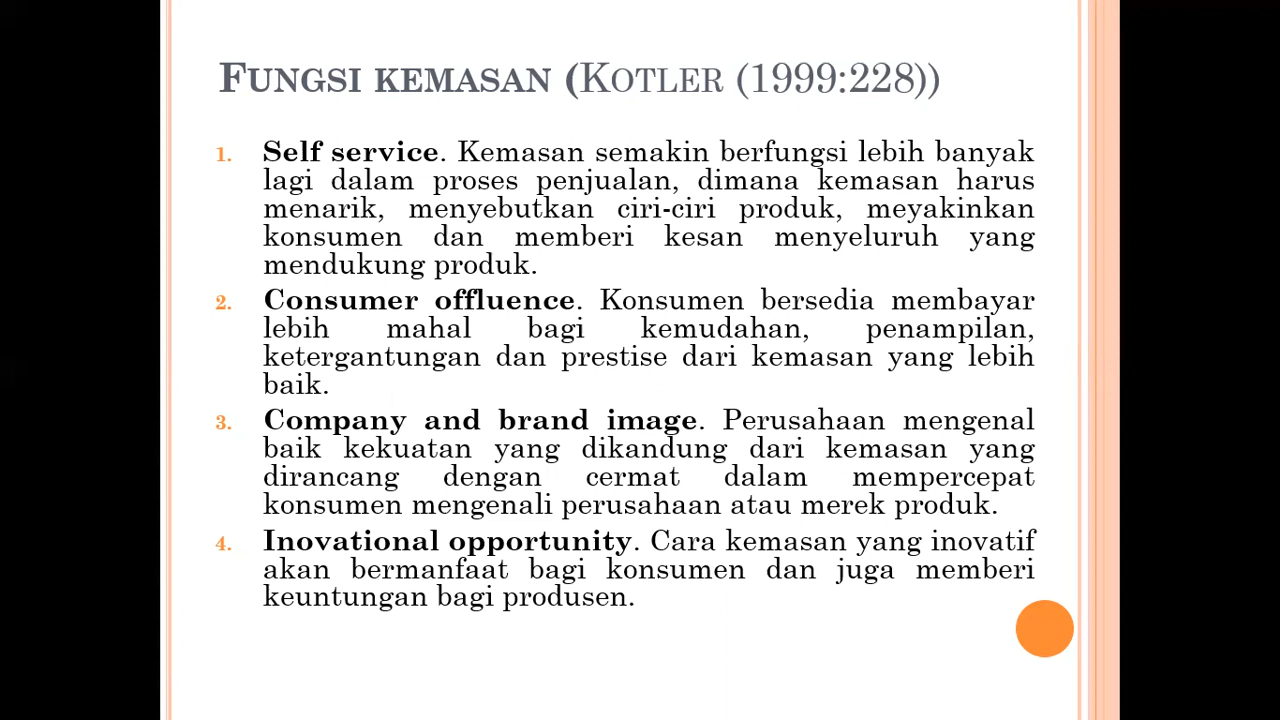 FUNGSI KEMASAN (KOTLER (1999:228))
1. Self service. Kemasan semakin berfungsi lebih banyak
lagi dalam proses penjualan, dimana kemasan harus
menarik, menyebutkan ciri-ciri produk, meyakinkan
konsumen dan memberi kesan menyeluruh yang
mendukung produk.
2. Consumer offluence. Konsumen bersedia membayar
lebih mahal bagi kemudahan, penampilan,
ketergantungan dan prestise dari kemasan yang lebih
baik.
3. Company and brand image. Perusahaan mengenal
baik kekuatan yang dikandung dari kemasan yang
dirancang dengan cermat dalam mempercepat
konsumen mengenali perusahaan atau merek produk.
4. Inovational opportunity. Cara kemasan yang inovatif
akan bermanfaat bagi konsumen dan juga memberi
keuntungan bagi produsen.